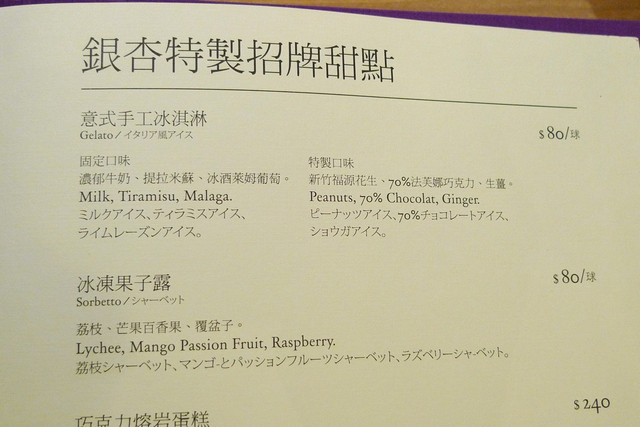 銀杏特製招牌甜點
意式手工冰淇淋
Gelato／イタリア風アイス
$80/球
固定口味
濃郁牛奶、提拉米蘇、冰酒萊姆葡萄。
Milk, Tiramisu, Malaga.
ミルクアイス、ティラミスアイス、
ライムレーズンアイス。
特製口味
新竹福源花生、70%法芙娜巧克力、生薑。
Peanuts, 70% Chocolat, Ginger.
ピーナッツアイス、70%チョコレートアイス、
ショウガアイス。
冰凍果子露
Sorbetto／シャーベット
$80/球
荔枝、芒果百香果、覆盆子。
Lychee, Mango Passion Fruit, Raspberry.
荔枝シャーベット、マンゴ-とパッションフルーツシャーベット、ラズベリーシャ-ベット。
巧克力熔岩蛋糕
$240